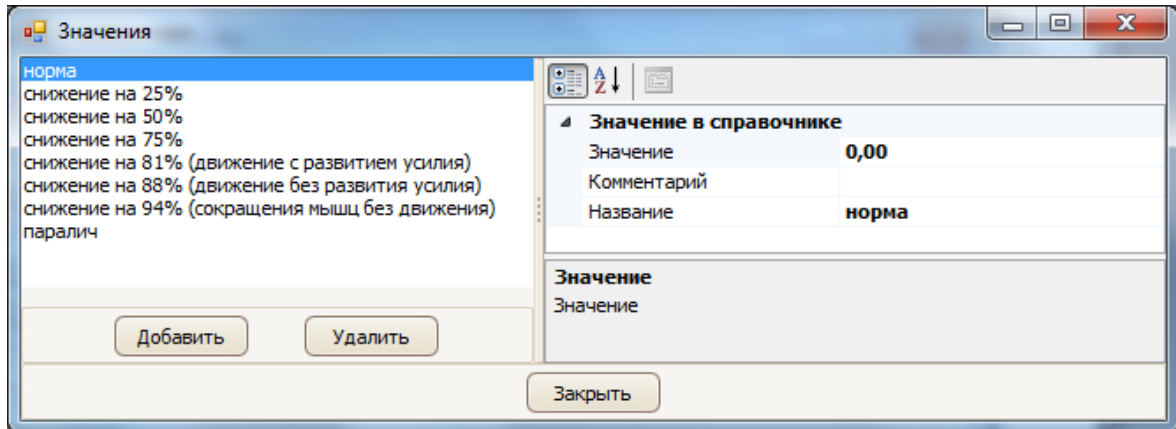 Значения
норма
снижение на 25%
снижение на 50%
снижение на 75%
снижение на 81% (движение с развитием усилия)
снижение на 88% (движение без развития усилия)
снижение на 94% (сокращения мышц без движения)
паралич
Добавить Удалить
A
Z
Значение в справочнике
Значение 0,00
Комментарий
Название норма
Значение
Значение
Закрыть